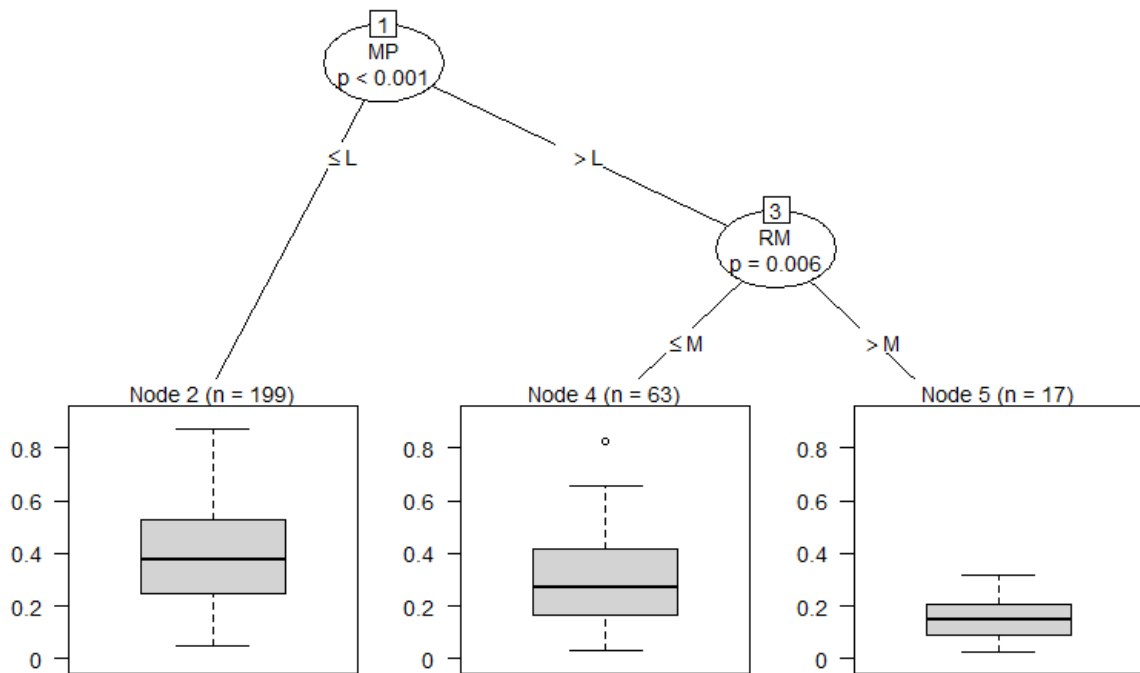 1
MP
p < 0.001
≤ L
> L
3
RM
p = 0.006
≤ M
> M
Node 2 (n = 199)
0.8
0.6
0.4
0.2
0
Node 4 (n = 63)
0.8
0.6
0.4
0.2
0
Node 5 (n = 17)
0.8
0.6
0.4
0.2
0